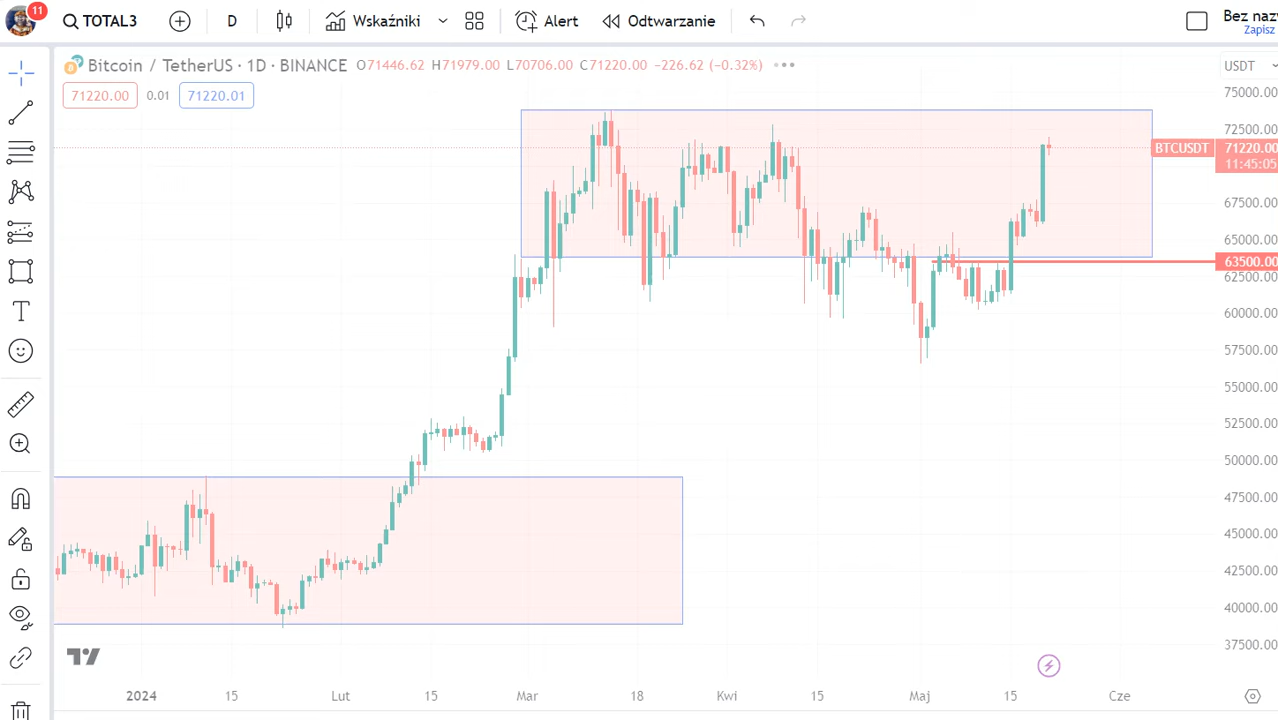 11
TOTAL3
D
Wskaźniki
Alert
Odtwarzanie
Bez naz
Zapisz
Bitcoin / TetherUS · 1D · BINANCE O71446.62 H71979.00 L70706.00 C71220.00 −226.62 (−0.32%)
USDT
71220.00 0.01 71220.01
75000.00
72500.00
BTCUSDT 71220.00
11:45:05
67500.00
65000.00
63500.00
62500.00
60000.00
57500.00
55000.00
52500.00
50000.00
47500.00
45000.00
42500.00
40000.00
37500.00
2024 15 Lut 15 Mar 18 Kwi 15 Maj 15 Cze